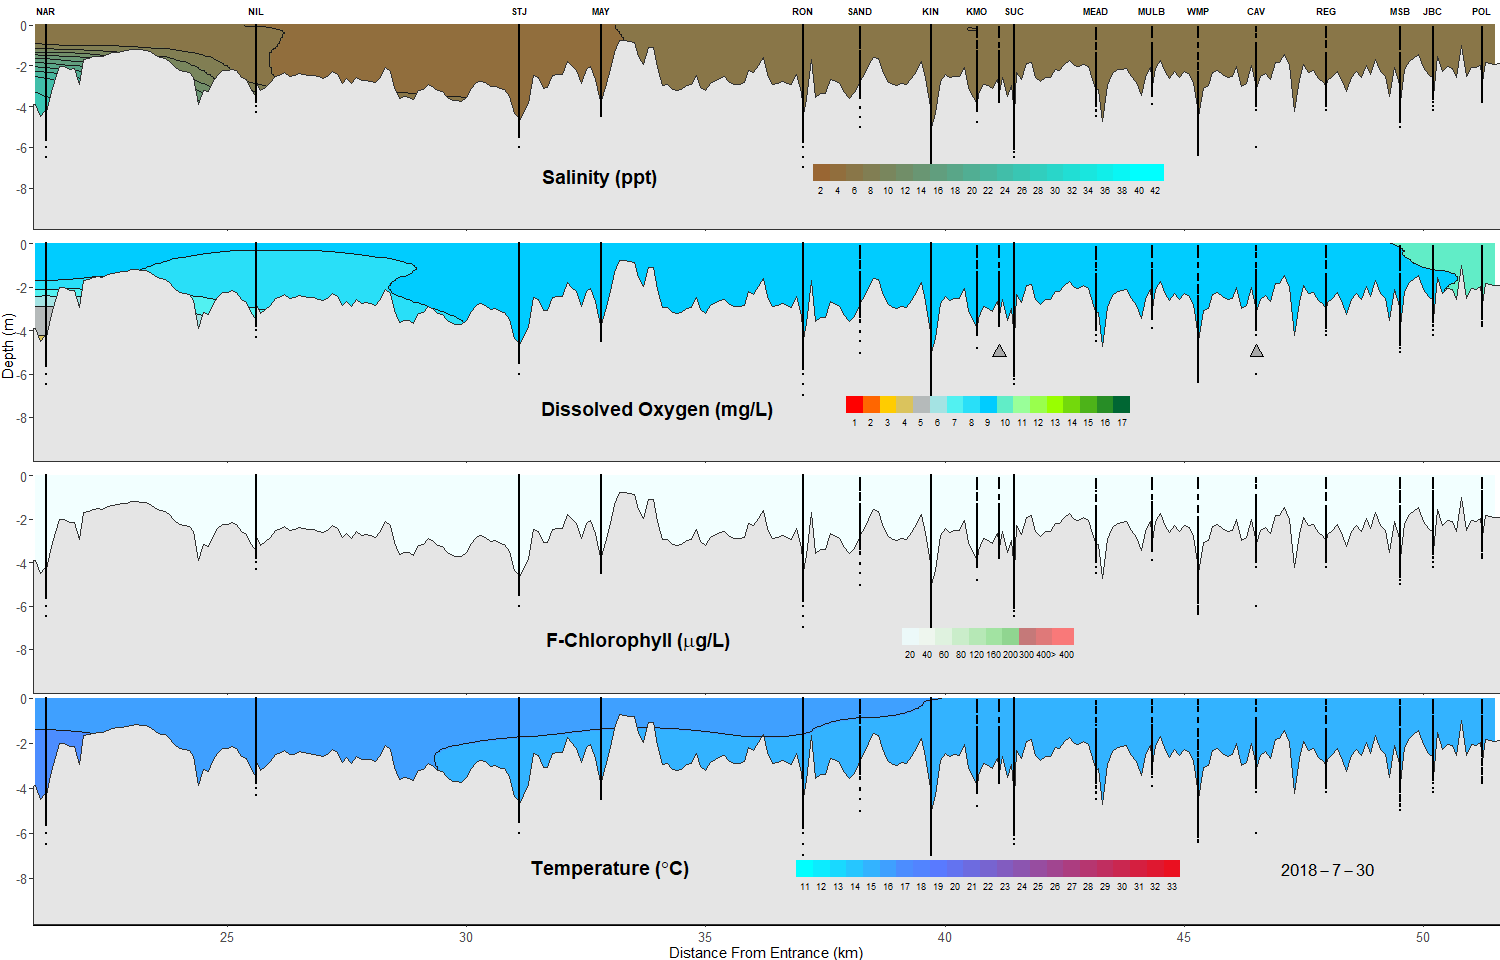 NAR NIL STJ MAY RON SAND KIN KMO SUC MEAD MULB WMP CAV REG MSB JBC POL
0
-2
-4
-6
-8
Salinity (ppt)
2 4 6 8 10 12 14 16 18 20 22 24 26 28 30 32 34 36 38 40 42
0
-2
-4
-6
-8
Depth (m)
Dissolved Oxygen (mg/L)
1 2 3 4 5 6 7 8 9 10 11 12 13 14 15 16 17
0
-2
-4
-6
-8
F-Chlorophyll (μg/L)
20 40 60 80 120 160 200 300 400> 400
0
-2
-4
-6
-8
Temperature (°C)
11 12 13 14 15 16 17 18 19 20 21 22 23 24 25 26 27 28 29 30 31 32 33
2018 – 7 – 30
25 30 35 40 45 50
Distance From Entrance (km)